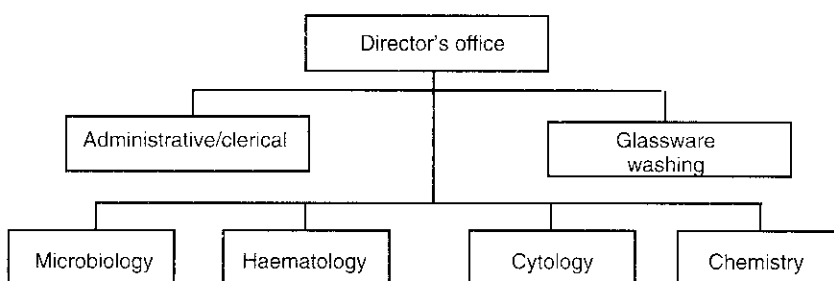 Director's office
Administrative/clerical
Glassware
washing
Microbiology
Haematology
Cytology
Chemistry